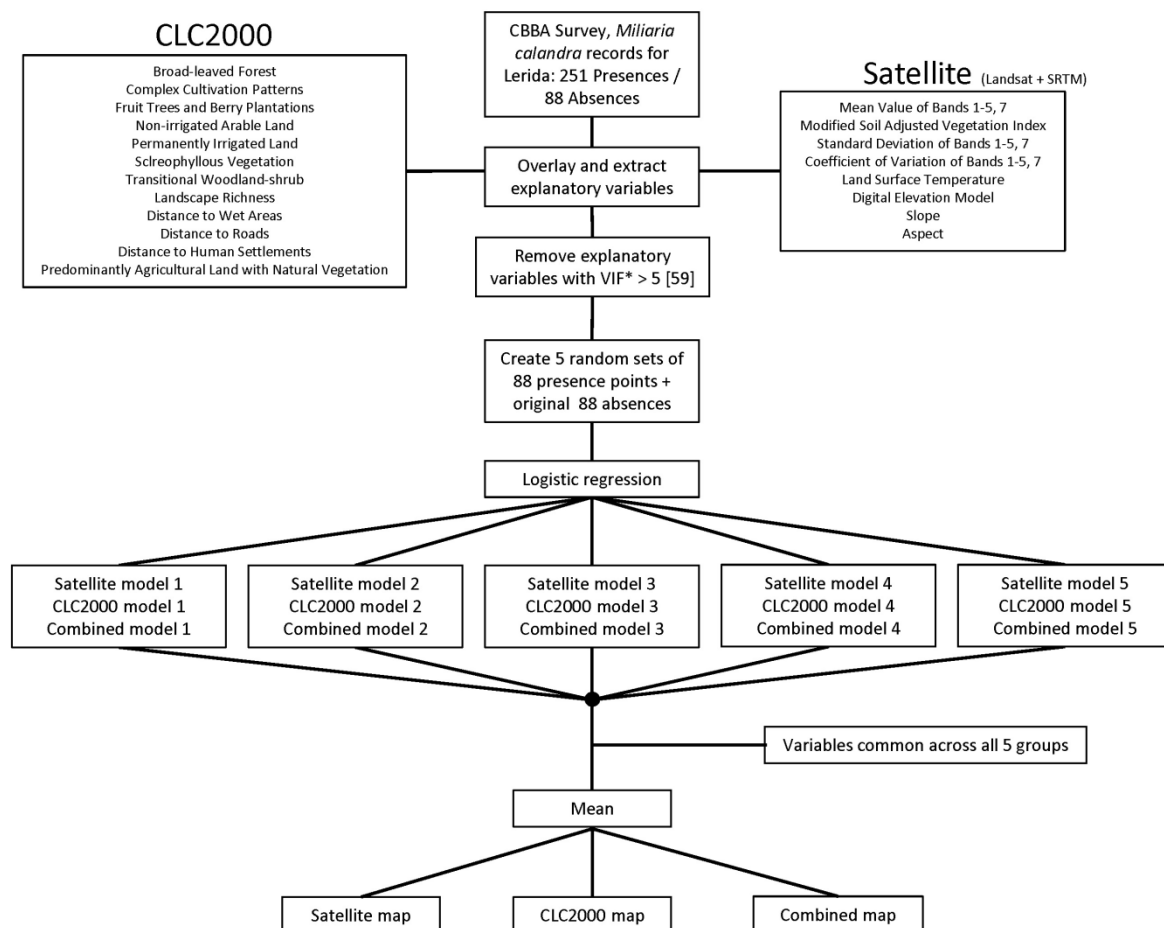 CLC2000
Broad-leaved Forest
Complex Cultivation Patterns
Fruit Trees and Berry Plantations
Non-irrigated Arable Land
Permanently Irrigated Land
Sclreophyllous Vegetation
Transitional Woodland-shrub
Landscape Richness
Distance to Wet Areas
Distance to Roads
Distance to Human Settlements
Predominantly Agricultural Land with Natural Vegetation
CBBA Survey, Miliaria
calandra records for
Lerida: 251 Presences /
88 Absences
Satellite (Landsat + SRTM)
Mean Value of Bands 1-5, 7
Modified Soil Adjusted Vegetation Index
Standard Deviation of Bands 1-5, 7
Coefficient of Variation of Bands 1-5, 7
Land Surface Temperature
Digital Elevation Model
Slope
Aspect
Overlay and extract
explanatory variables
Remove explanatory
variables with VIF* > 5 [59]
Create 5 random sets of
88 presence points +
original 88 absences
Logistic regression
Satellite model 1
CLC2000 model 1
Combined model 1
Satellite model 2
CLC2000 model 2
Combined model 2
Satellite model 3
CLC2000 model 3
Combined model 3
Satellite model 4
CLC2000 model 4
Combined model 4
Satellite model 5
CLC2000 model 5
Combined model 5
Variables common across all 5 groups
Mean
Satellite map
CLC2000 map
Combined map